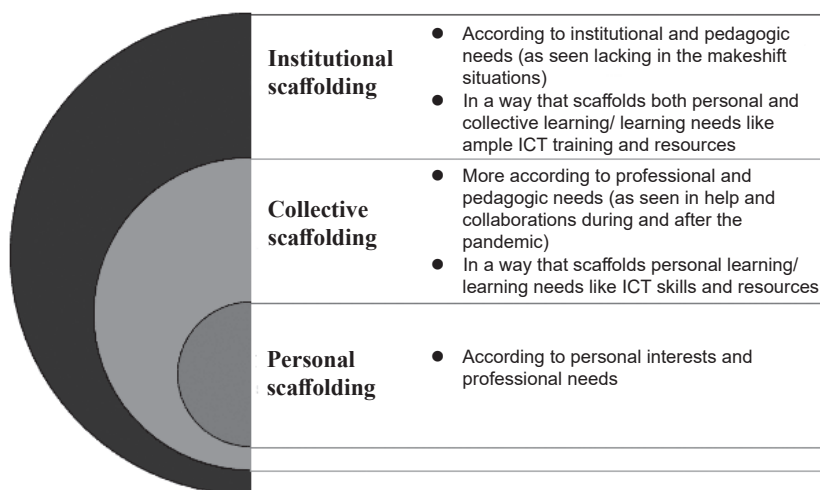 Institutional
scaffolding
● According to institutional and pedagogic
needs (as seen lacking in the makeshift
situations)
● In a way that scaffolds both personal and
collective learning/ learning needs like
ample ICT training and resources
Collective
scaffolding
● More according to professional and
pedagogic needs (as seen in help and
collaborations during and after the
pandemic)
● In a way that scaffolds personal learning/
learning needs like ICT skills and resources
Personal
scaffolding
● According to personal interests and
professional needs